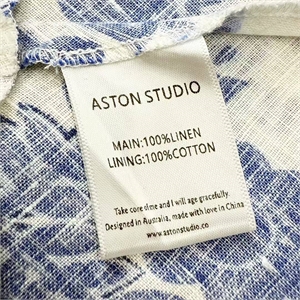 ASTON STUDIO
MAIN:100%LINEN
LINING:100%COTTON
Take care of me and I will age gracefully.
Designed in Australia, made with love in China
www.astonstudio.co